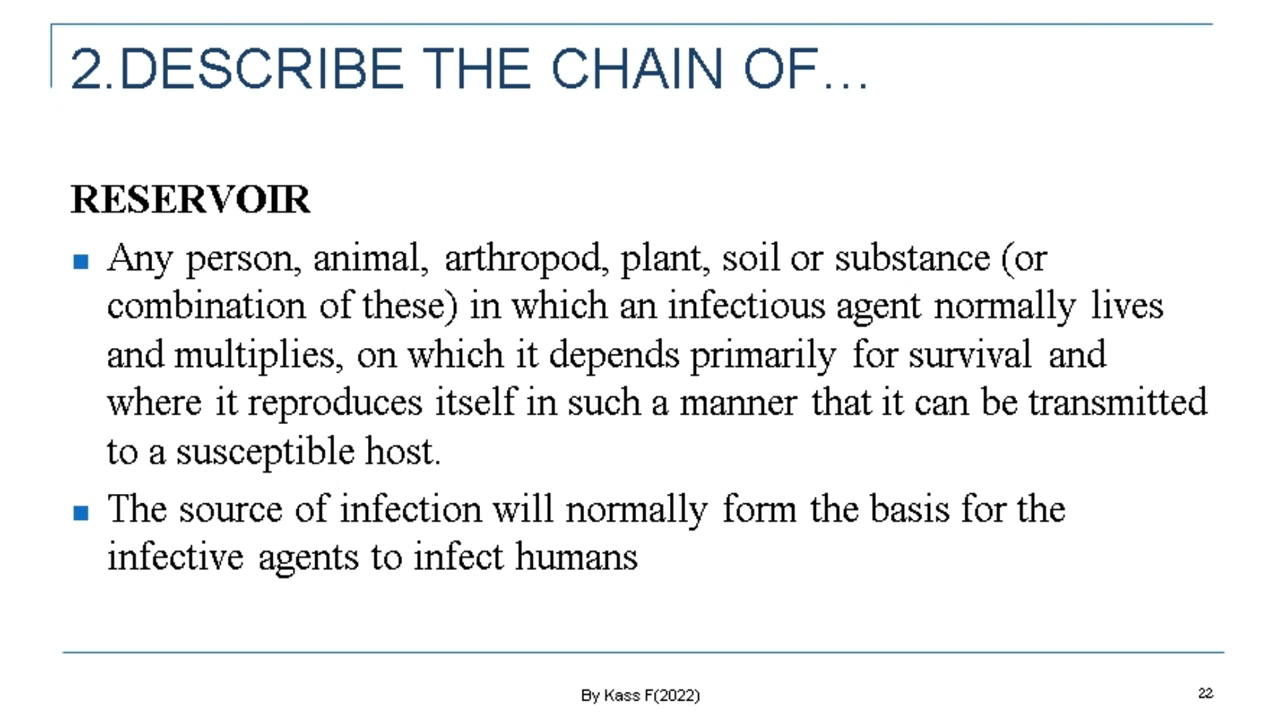 2.DESCRIBE THE CHAIN OF...
RESERVOIR
Any person, animal, arthropod, plant, soil or substance (or
combination of these) in which an infectious agent normally lives
and multiplies, on which it depends primarily for survival and
where it reproduces itself in such a manner that it can be transmitted
to a susceptible host.
The source of infection will normally form the basis for the
infective agents to infect humans
By Kass F(2022)
22